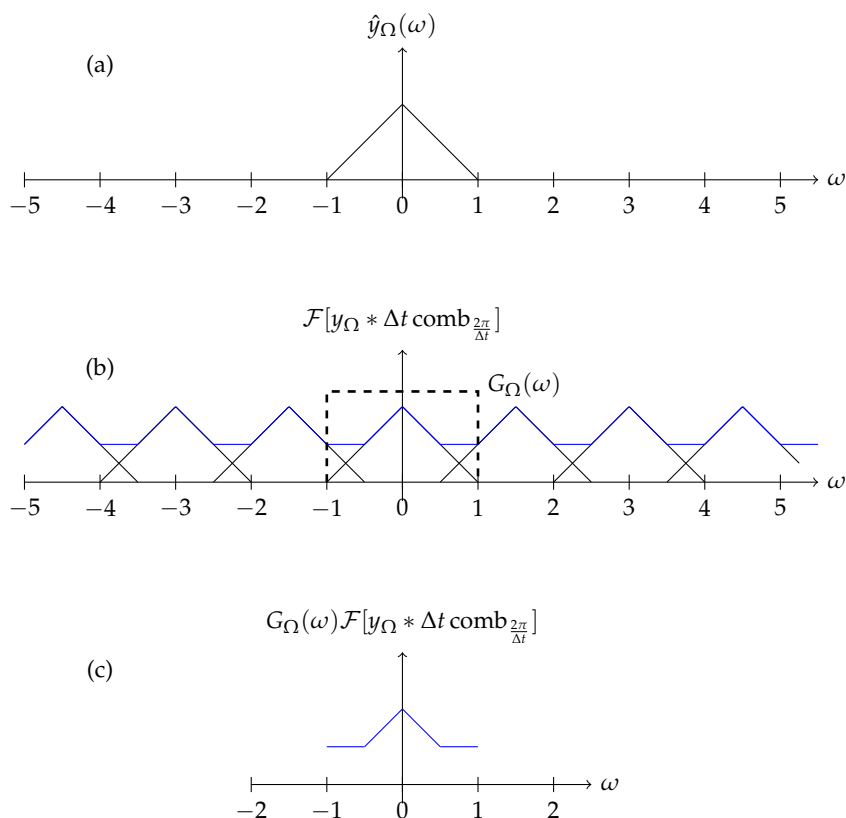 ŷ_Ω(ω)
(a)
ω
−5 −4 −3 −2 −1 0 1 2 3 4 5
ℱ[y_Ω ∗ Δt comb_{2π/Δt}]
(b)
G_Ω(ω)
ω
−5 −4 −3 −2 −1 0 1 2 3 4 5
G_Ω(ω)ℱ[y_Ω ∗ Δt comb_{2π/Δt}]
(c)
ω
−2 −1 0 1 2